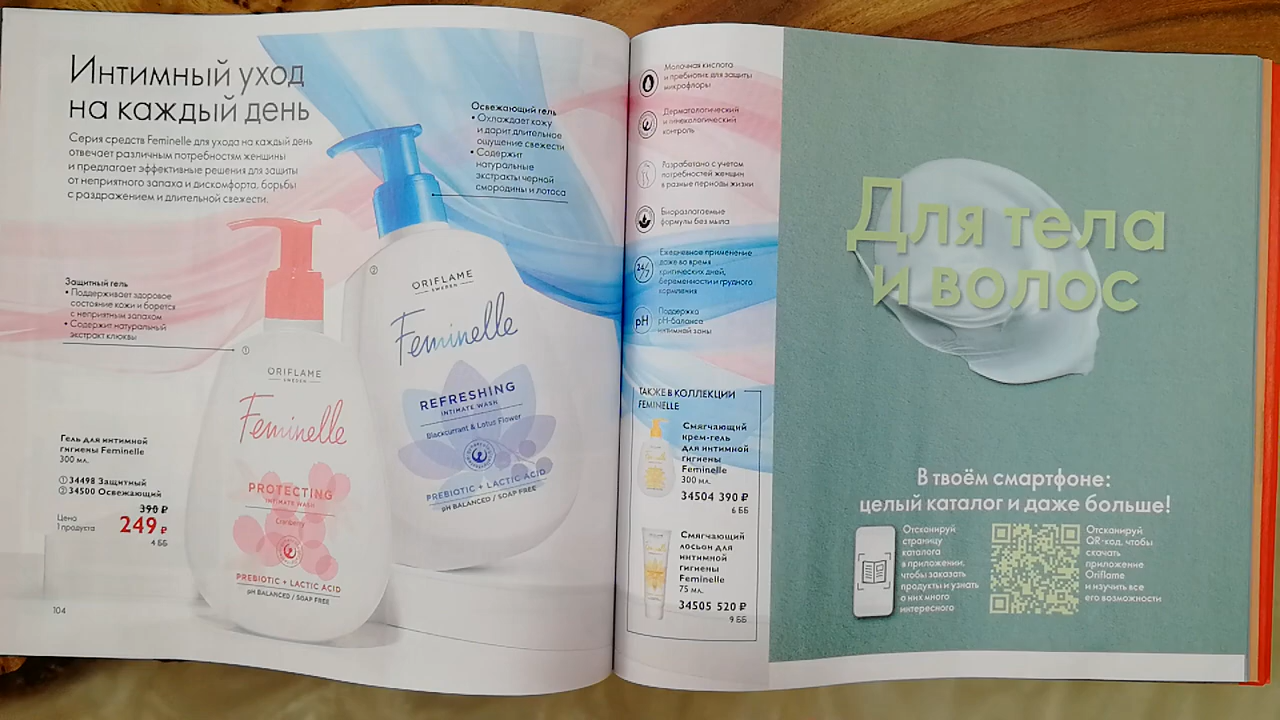 Интимный уход
на каждый день
Серия средств Feminelle для ухода на каждый день
отвечает различным потребностям женщины
и предлагает эффективные решения для защиты
от неприятного запаха и дискомфорта, борьбы
с раздражением и длительной свежести.
Освежающий гель
• Охлаждает кожу
и дарит длительное
ощущение свежести
• Содержит
натуральные
экстракты черной
смородины и лотоса
Защитный гель
• Поддерживает здоровое
состояние кожи и борется
с неприятным запахом
• Содержит натуральный
экстракт клюквы
①
②
ORIFLAME
SWEDEN
Feminelle
REFRESHING
INTIMATE WASH
Blackcurrant & Lotus Flower
PREBIOTIC + LACTIC ACID
pH BALANCED / SOAP FREE
ORIFLAME
SWEDEN
Feminelle
PROTECTING
INTIMATE WASH
Cranberry
PREBIOTIC + LACTIC ACID
pH BALANCED / SOAP FREE
Гель для интимной
гигиены Feminelle
300 мл.
① 34498 Защитный
② 34500 Освежающий
390 ₽
Цена
1 продукта
249 ₽
4 ББ
104
Молочная кислота
и пребиотик для защиты
микрофлоры
Дерматологический
и гинекологический
контроль
Разработано с учетом
потребностей женщин
в разные периоды жизни
Биоразлагаемые
формулы без мыла
24/7
Ежедневное применение
даже во время
критических дней,
беременности и грудного
кормления
pH
Поддержка
pH-баланса
интимной зоны
ТАКЖЕ В КОЛЛЕКЦИИ
FEMINELLE
Смягчающий
крем-гель
для интимной
гигиены
Feminelle
300 мл.
34504 390 ₽
6 ББ
Смягчающий
лосьон для
интимной
гигиены
Feminelle
75 мл.
34505 520 ₽
9 ББ
Для тела
и волос
В твоём смартфоне:
целый каталог и даже больше!
Отсканируй
страницу
каталога
в приложении,
чтобы заказать
продукты и узнать
о них много
интересного
Отсканируй
QR-код, чтобы
скачать
приложение
Oriflame
и изучить все
его возможности